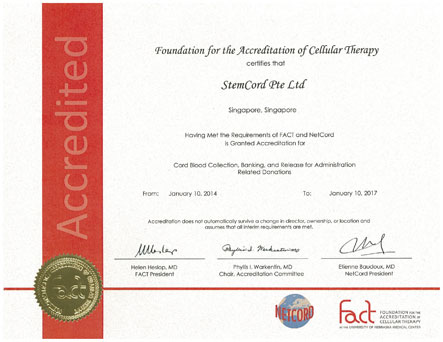 Accredited
Foundation for the Accreditation of Cellular Therapy
certifies that
StemCord Pte Ltd
Singapore, Singapore
Having Met the Requirements of FACT and NetCord
is Granted Accreditation for
Cord Blood Collection, Banking, and Release for Administration
Related Donations
From: January 10, 2014 To: January 10, 2017
Accreditation does not automatically survive a change in director, ownership, or location and
assumes that all interim requirements are met.
Helen Heslop, MD
FACT President
Phyllis I. Warkentin, MD
Chair, Accreditation Committee
Etienne Baudoux, MD
NetCord President
NETCORD
fact
FOUNDATION FOR THE
ACCREDITATION OF
CELLULAR THERAPY
AT THE UNIVERSITY OF NEBRASKA MEDICAL CENTER